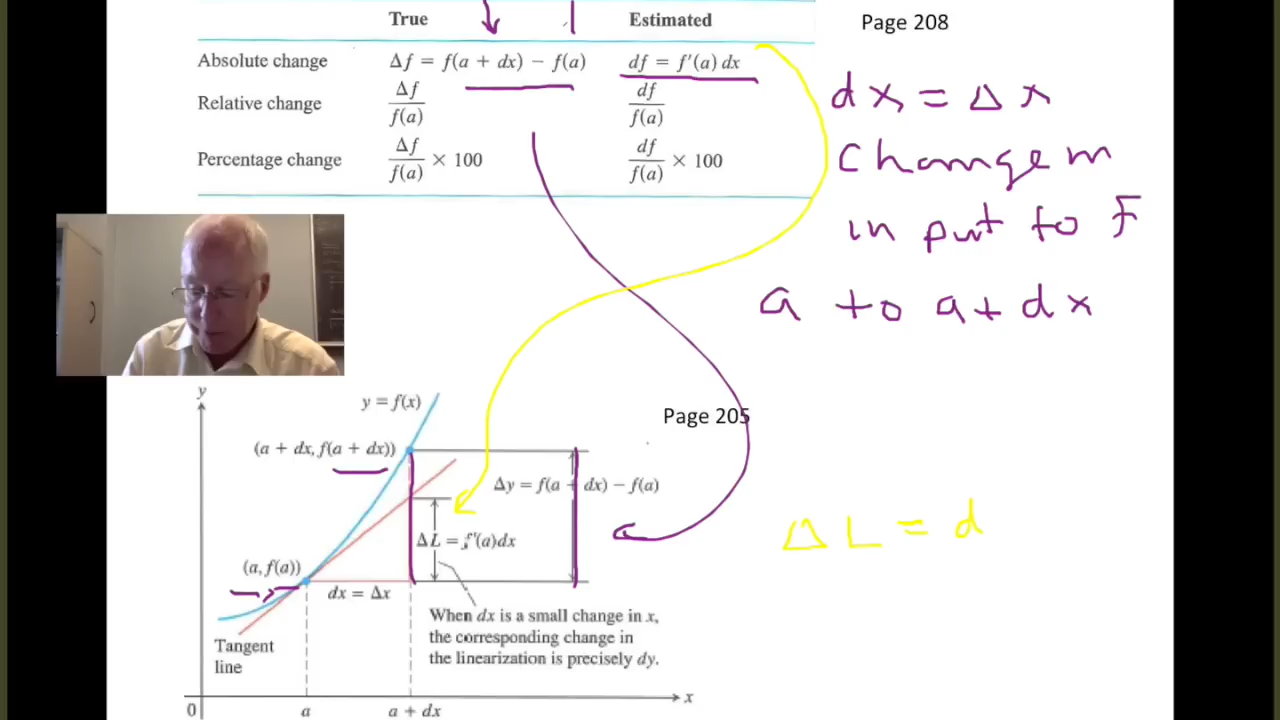 True Estimated
Page 208
Absolute change Δf = f(a + dx) − f(a) df = f′(a) dx
Relative change Δf/f(a) df/f(a)
Percentage change Δf/f(a) × 100 df/f(a) × 100
dx = Δx
Change in
in put to F
a to a + dx
y
y = f(x)
Page 205
(a + dx, f(a + dx))
Δy = f(a + dx) − f(a)
ΔL = d
ΔL = f′(a)dx
(a, f(a))
dx = Δx
When dx is a small change in x,
the corresponding change in
the linearization is precisely dy.
Tangent
line
x
0 a a + dx